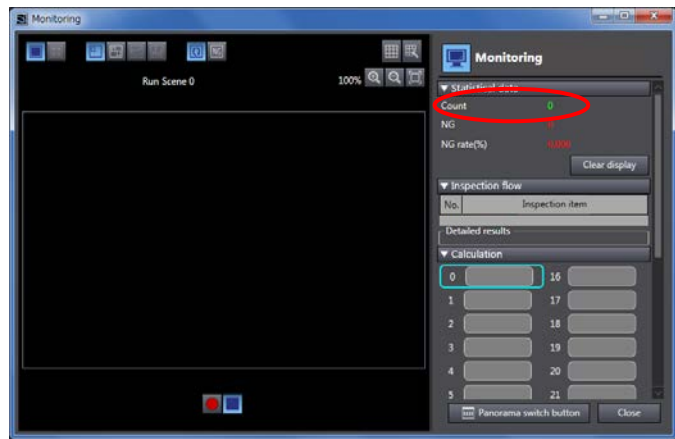 Monitoring
Run Scene 0
100%
Monitoring
▼ Statistical data
Count 0
NG 0
NG rate(%) 0.000
Clear display
▼ Inspection flow
No. Inspection item
Detailed results
▼ Calculation
0 16
1 17
2 18
3 19
4 20
5 21
Panorama switch button Close